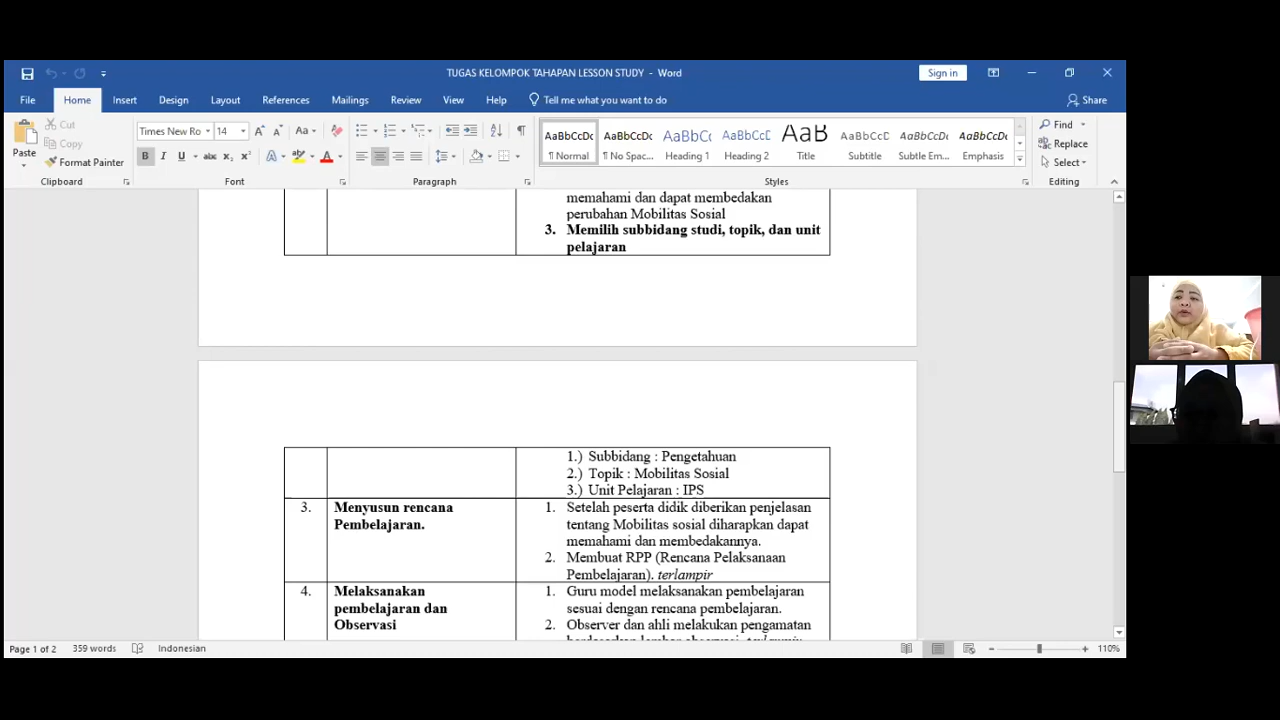 TUGAS KELOMPOK TAHAPAN LESSON STUDY - Word
Sign in
File Home Insert Design Layout References Mailings Review View Help Tell me what you want to do
Share
Paste
Cut
Copy
Format Painter
Clipboard
Times New Ro 14
Font
Paragraph
AaBbCcDc AaBbCcDc AaBbC( AaBbCcD AaB AaBbCcD AaBbCcD( AaBbCcD(
¶ Normal ¶ No Spac... Heading 1 Heading 2 Title Subtitle Subtle Em... Emphasis
Styles
Find
Replace
Select
Editing
memahami dan dapat membedakan
perubahan Mobilitas Sosial
3. Memilih subbidang studi, topik, dan unit
pelajaran
1.) Subbidang : Pengetahuan
2.) Topik : Mobilitas Sosial
3.) Unit Pelajaran : IPS
3. Menyusun rencana
Pembelajaran.
1. Setelah peserta didik diberikan penjelasan
tentang Mobilitas sosial diharapkan dapat
memahami dan membedakannya.
2. Membuat RPP (Rencana Pelaksanaan
Pembelajaran). terlampir
4. Melaksanakan
pembelajaran dan
Observasi
1. Guru model melaksanakan pembelajaran
sesuai dengan rencana pembelajaran.
2. Observer dan ahli melakukan pengamatan
Page 1 of 2 359 words Indonesian 110%